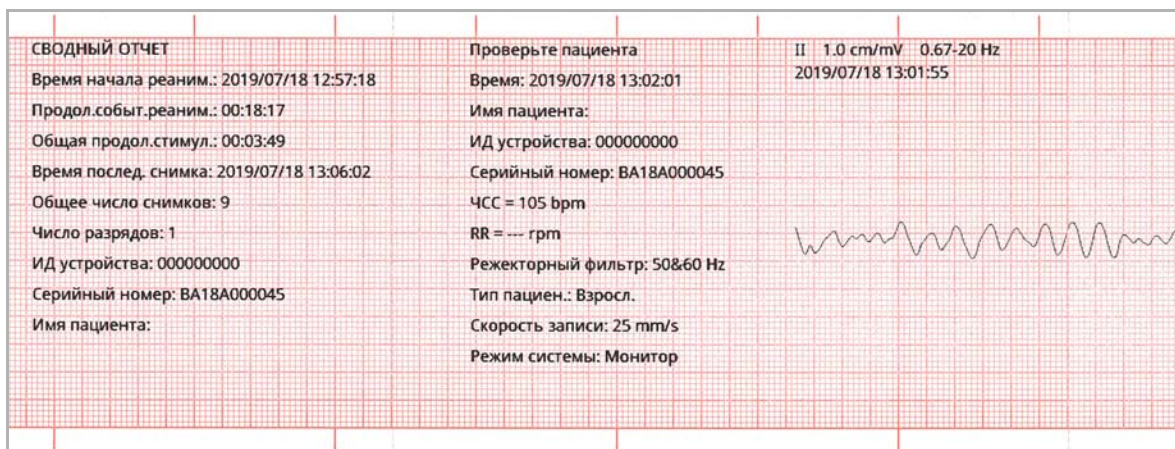 СВОДНЫЙ ОТЧЕТ
Время начала реаним.: 2019/07/18 12:57:18
Продол.событ.реаним.: 00:18:17
Общая продол.стимул.: 00:03:49
Время послед. снимка: 2019/07/18 13:06:02
Общее число снимков: 9
Число разрядов: 1
ИД устройства: 000000000
Серийный номер: BA18A000045
Имя пациента:
Проверьте пациента
Время: 2019/07/18 13:02:01
Имя пациента:
ИД устройства: 000000000
Серийный номер: BA18A000045
ЧСС = 105 bpm
RR = --- rpm
Режекторный фильтр: 50&60 Hz
Тип пациен.: Взросл.
Скорость записи: 25 mm/s
Режим системы: Монитор
II 1.0 cm/mV 0.67-20 Hz
2019/07/18 13:01:55